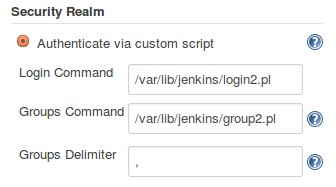 Security Realm
Authenticate via custom script
Login Command
/var/lib/jenkins/login2.pl
Groups Command
/var/lib/jenkins/group2.pl
Groups Delimiter
,